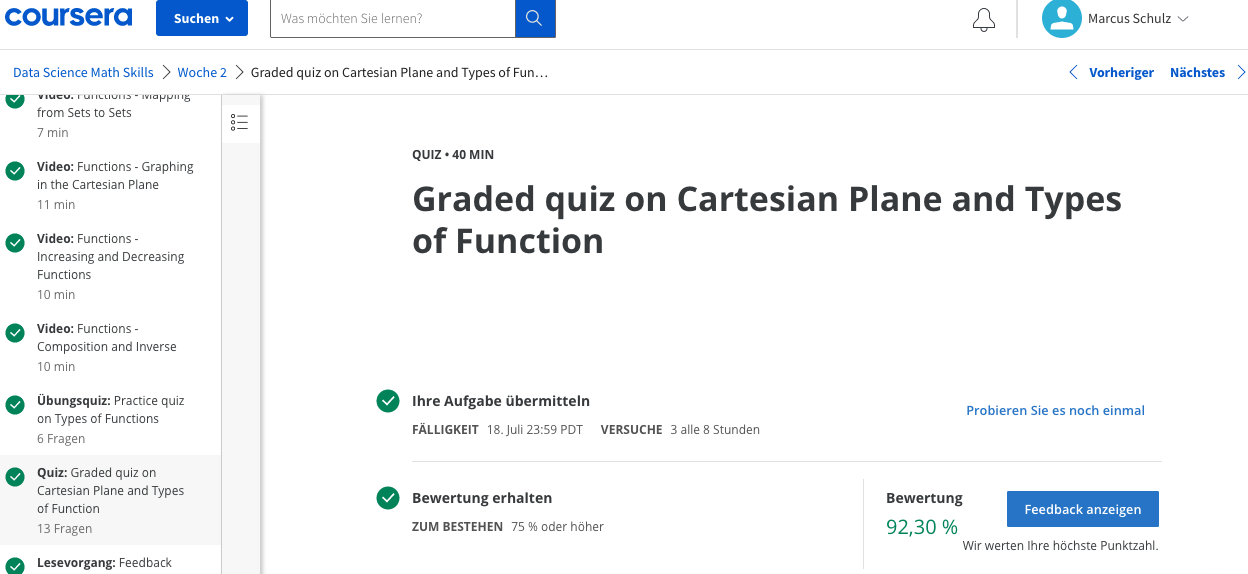 coursera
Suchen
Was möchten Sie lernen?
Marcus Schulz
Data Science Math Skills
Woche 2
Graded quiz on Cartesian Plane and Types of Fun…
Vorheriger
Nächstes
Video: Functions - Mapping
from Sets to Sets
7 min
Video: Functions - Graphing
in the Cartesian Plane
11 min
Video: Functions -
Increasing and Decreasing
Functions
10 min
Video: Functions -
Composition and Inverse
10 min
Übungsquiz: Practice quiz
on Types of Functions
6 Fragen
Quiz: Graded quiz on
Cartesian Plane and Types
of Function
13 Fragen
Lesevorgang: Feedback
QUIZ • 40 MIN
Graded quiz on Cartesian Plane and Types
of Function
Ihre Aufgabe übermitteln
FÄLLIGKEIT 18. Juli 23:59 PDT VERSUCHE 3 alle 8 Stunden
Probieren Sie es noch einmal
Bewertung erhalten
ZUM BESTEHEN 75 % oder höher
Bewertung
92,30 %
Feedback anzeigen
Wir werten Ihre höchste Punktzahl.